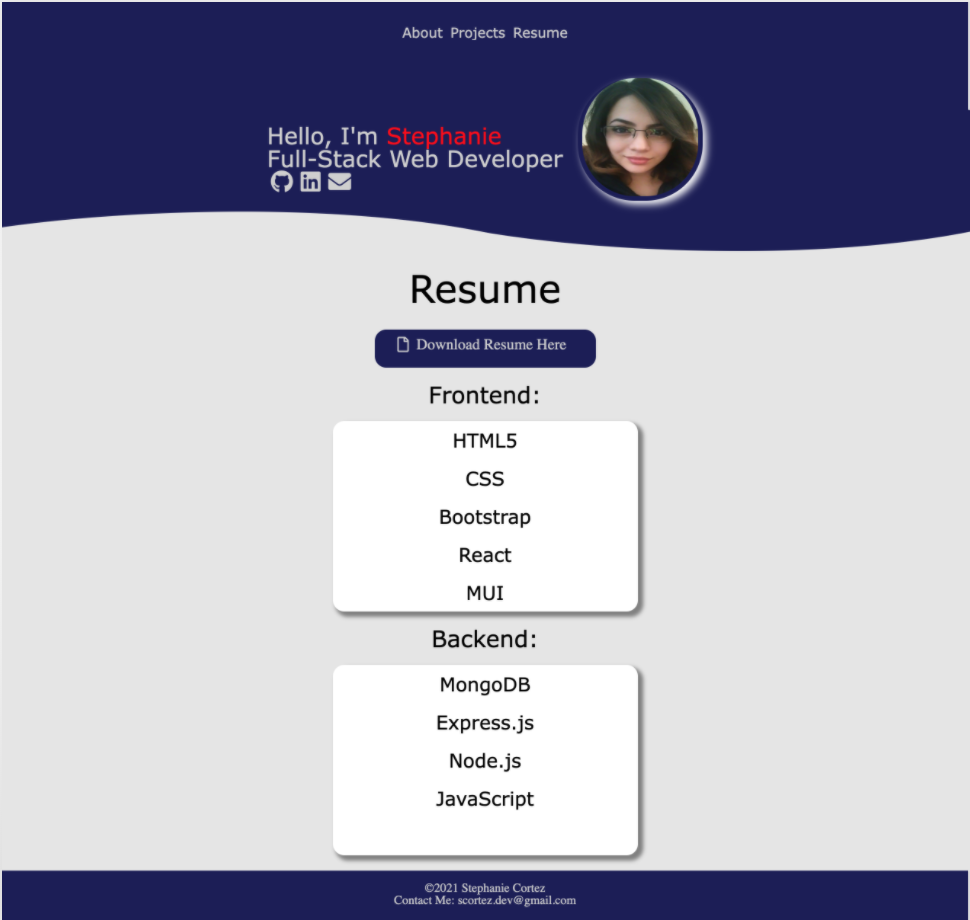 About Projects Resume
Hello, I'm Stephanie
Full-Stack Web Developer
Resume
Download Resume Here
Frontend:
HTML5
CSS
Bootstrap
React
MUI
Backend:
MongoDB
Express.js
Node.js
JavaScript
©2021 Stephanie Cortez
Contact Me: scortez.dev@gmail.com